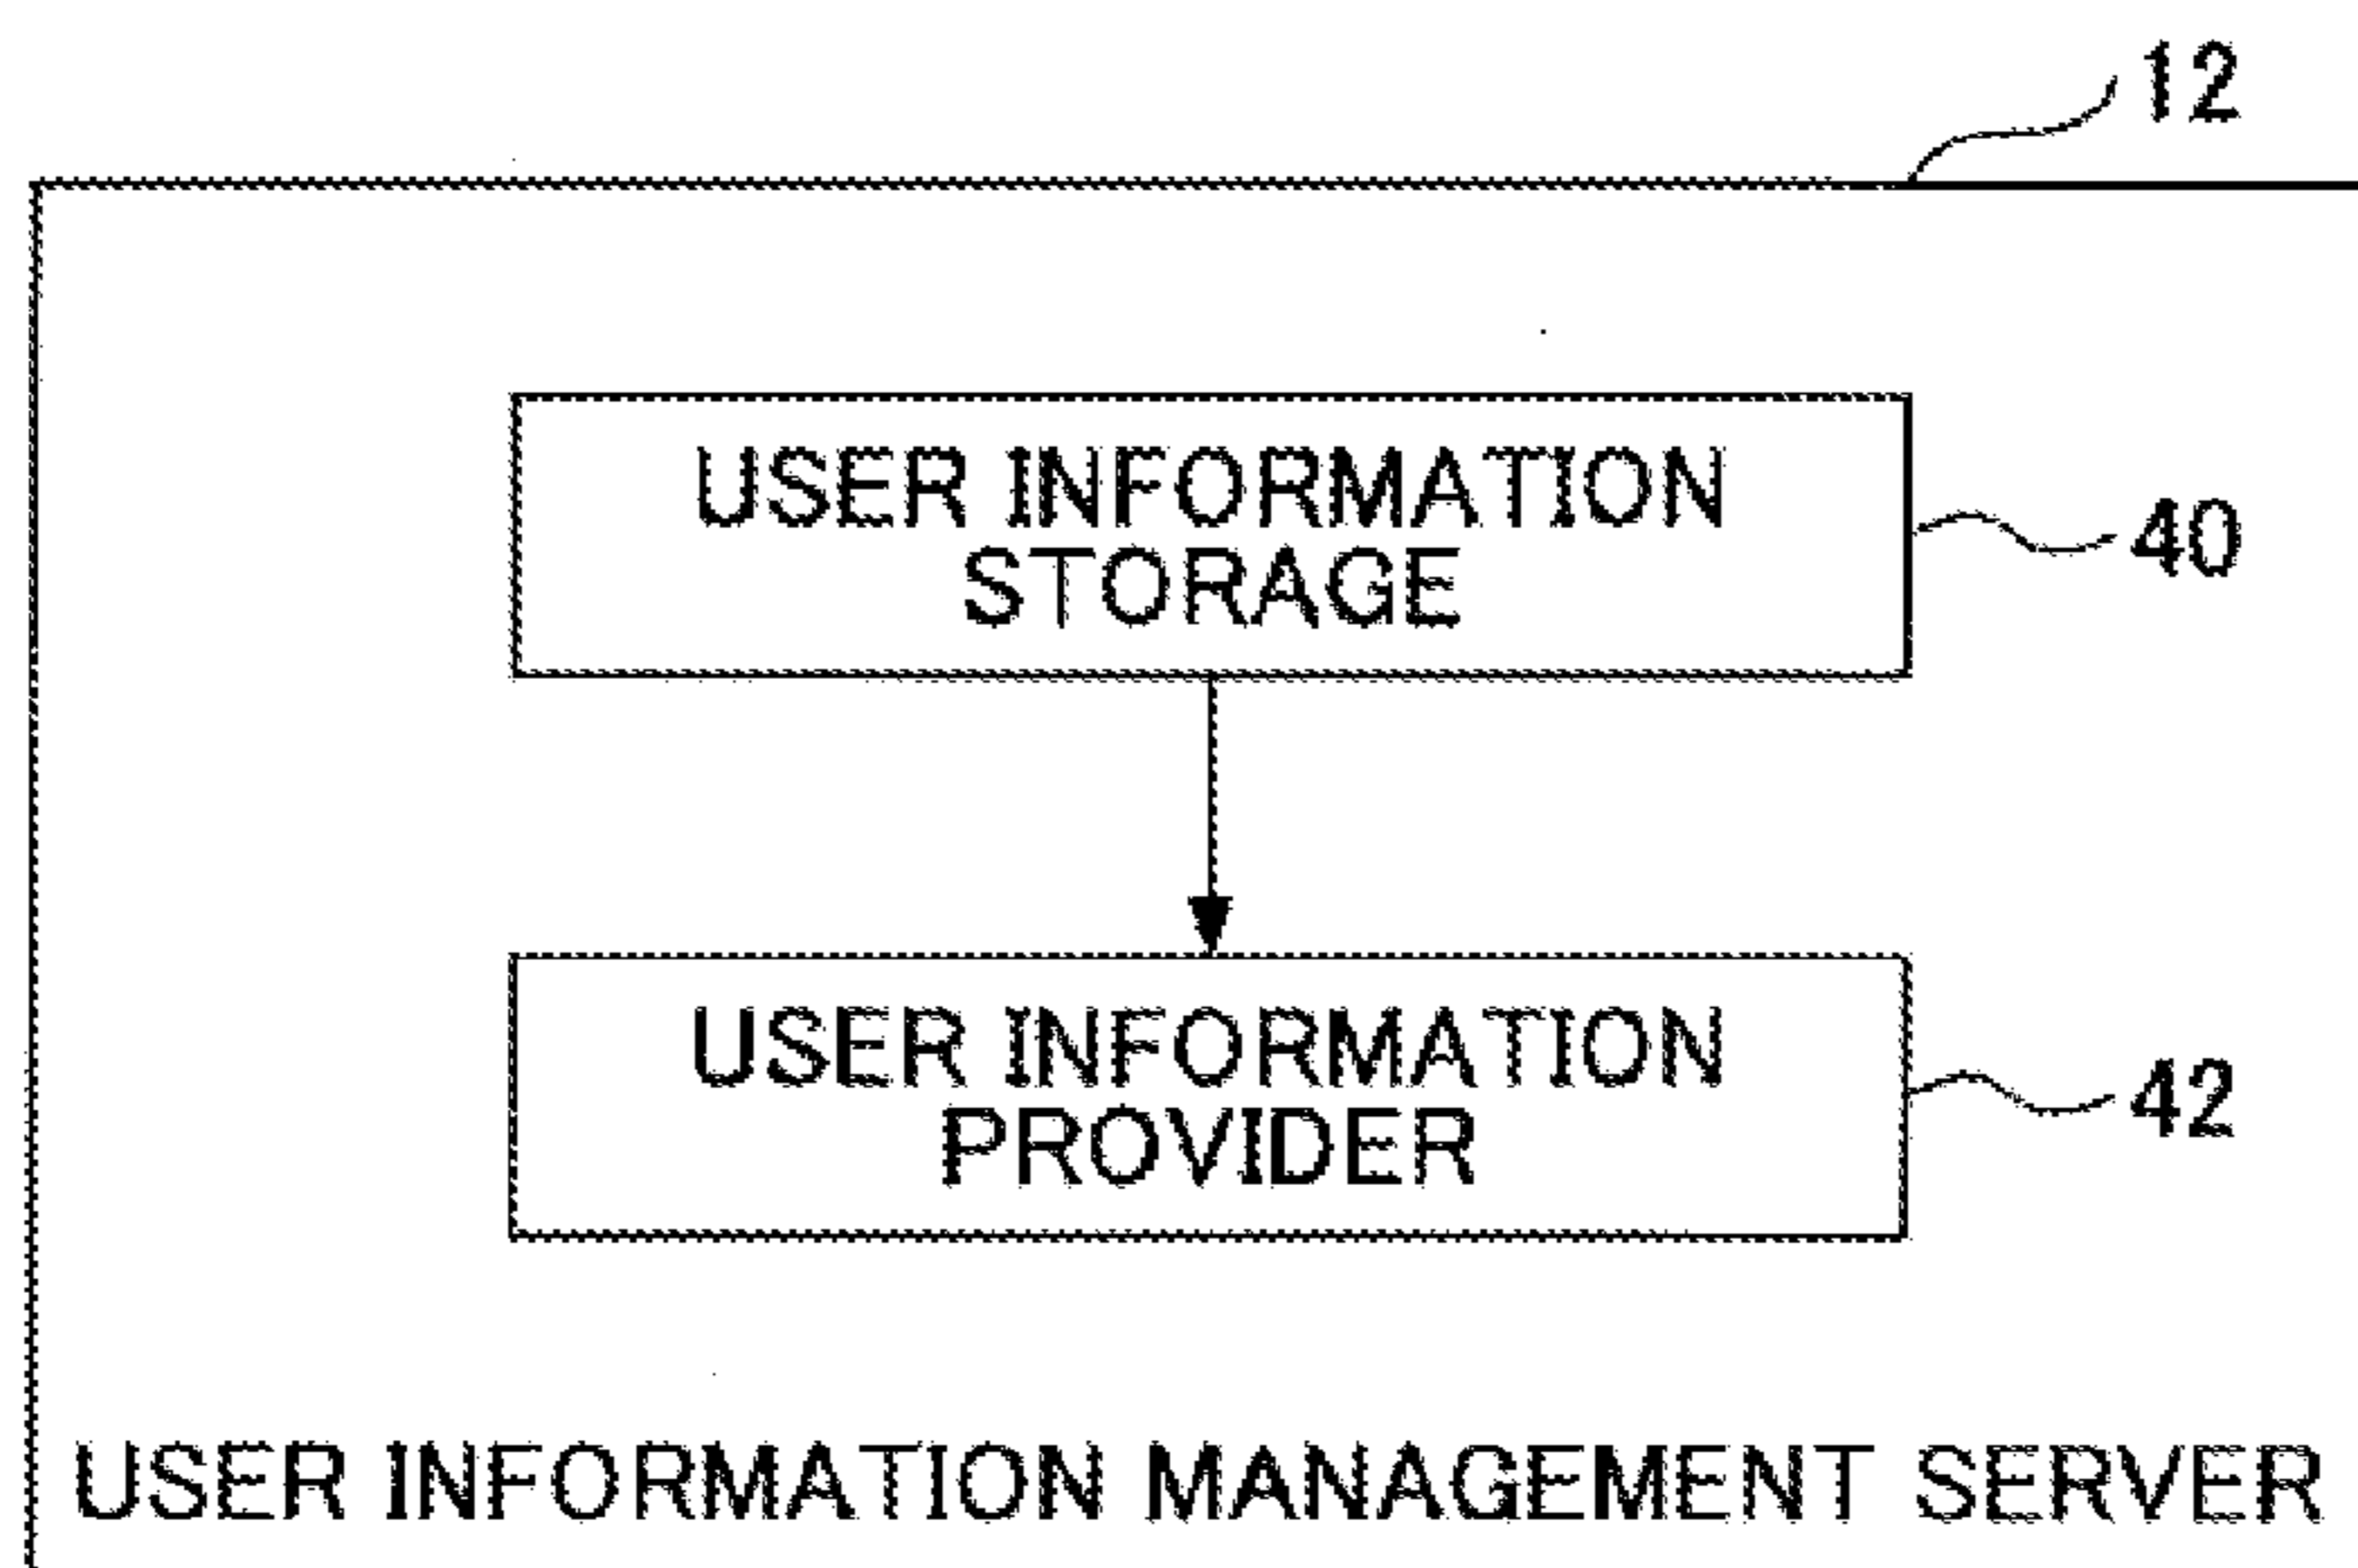 12
USER INFORMATION
STORAGE
40
USER INFORMATION
PROVIDER
42
USER INFORMATION MANAGEMENT SERVER